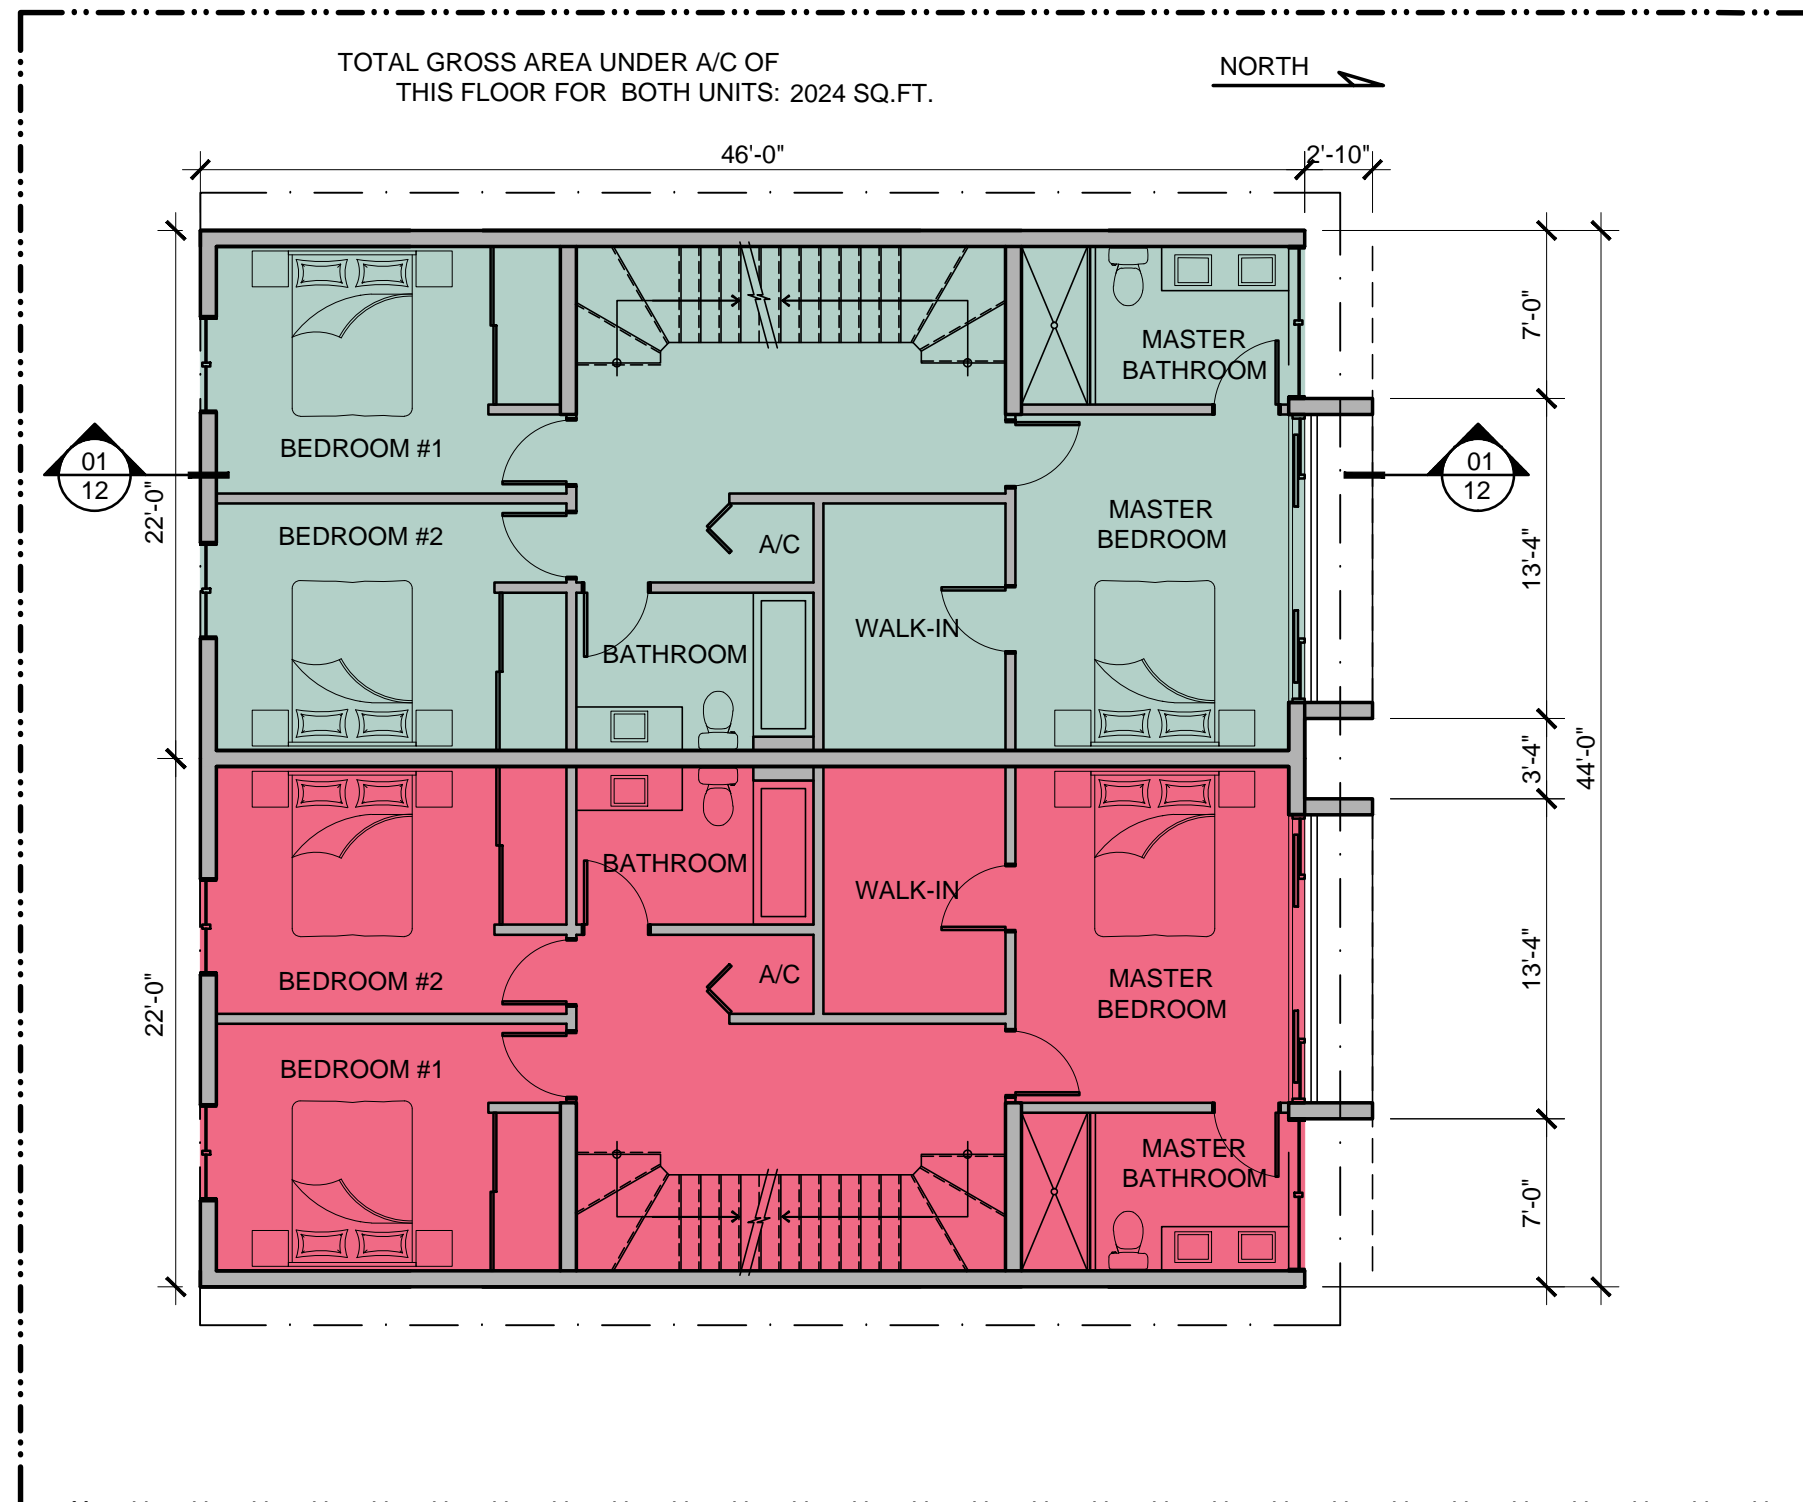 TOTAL GROSS AREA UNDER A/C OF
THIS FLOOR FOR BOTH UNITS: 2024 SQ.FT.
NORTH
46'-0"
2'-10"
22'-0"
22'-0"
7'-0"
13'-4"
3'-4"
13'-4"
7'-0"
44'-0"
01
12
01
12
MASTER
BATHROOM
BEDROOM #1
BEDROOM #2
A/C
MASTER
BEDROOM
WALK-IN
BATHROOM
BATHROOM
WALK-IN
BEDROOM #2
A/C
MASTER
BEDROOM
BEDROOM #1
MASTER
BATHROOM